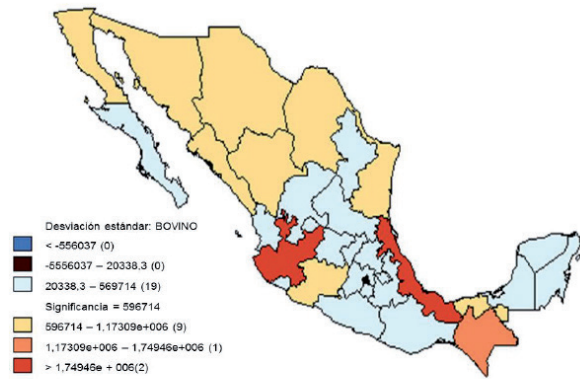 Desviación estándar: BOVINO
< -556037 (0)
-5556037 – 20338,3 (0)
20338,3 – 569714 (19)
Significancia = 596714
596714 – 1,17309e+006 (9)
1,17309e+006 – 1,74946e+006 (1)
> 1,74946e + 006(2)